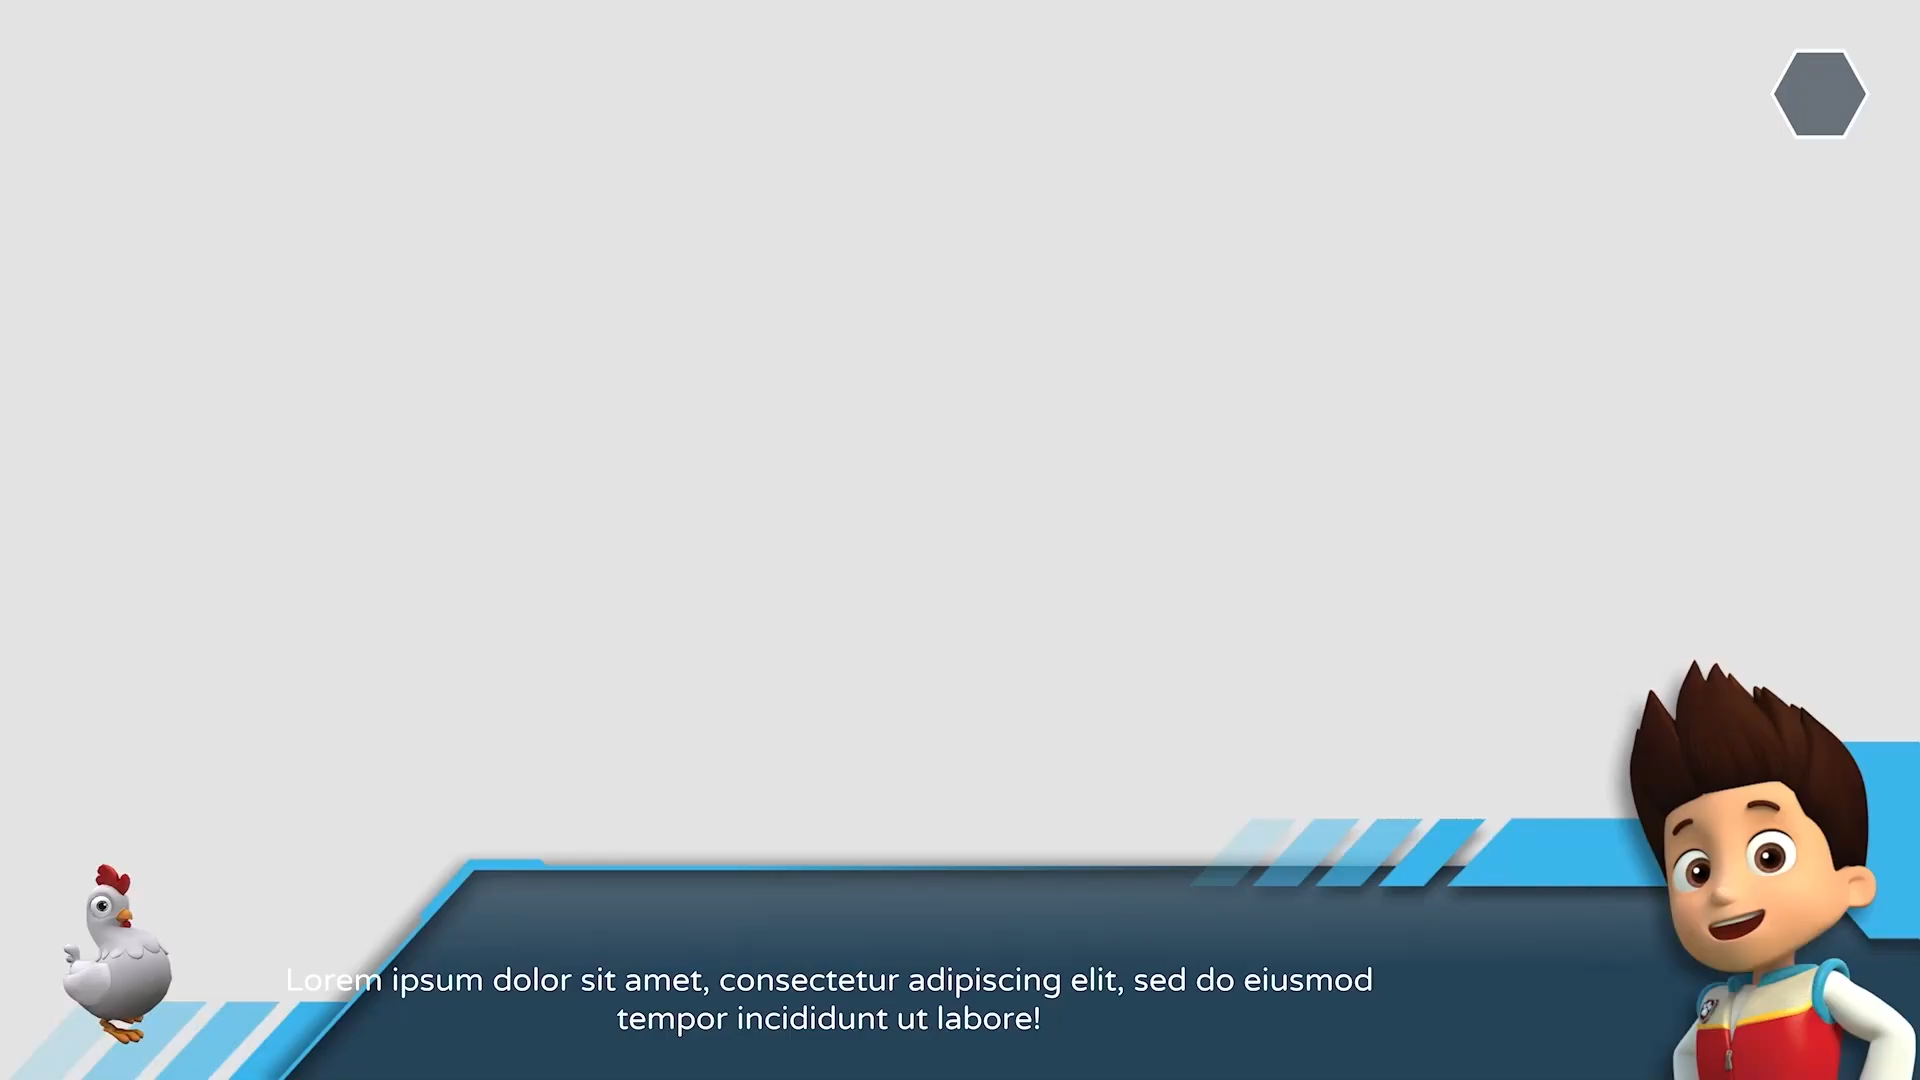 Lorem ipsum dolor sit amet, consectetur adipiscing elit, sed do eiusmod
tempor incididunt ut labore!